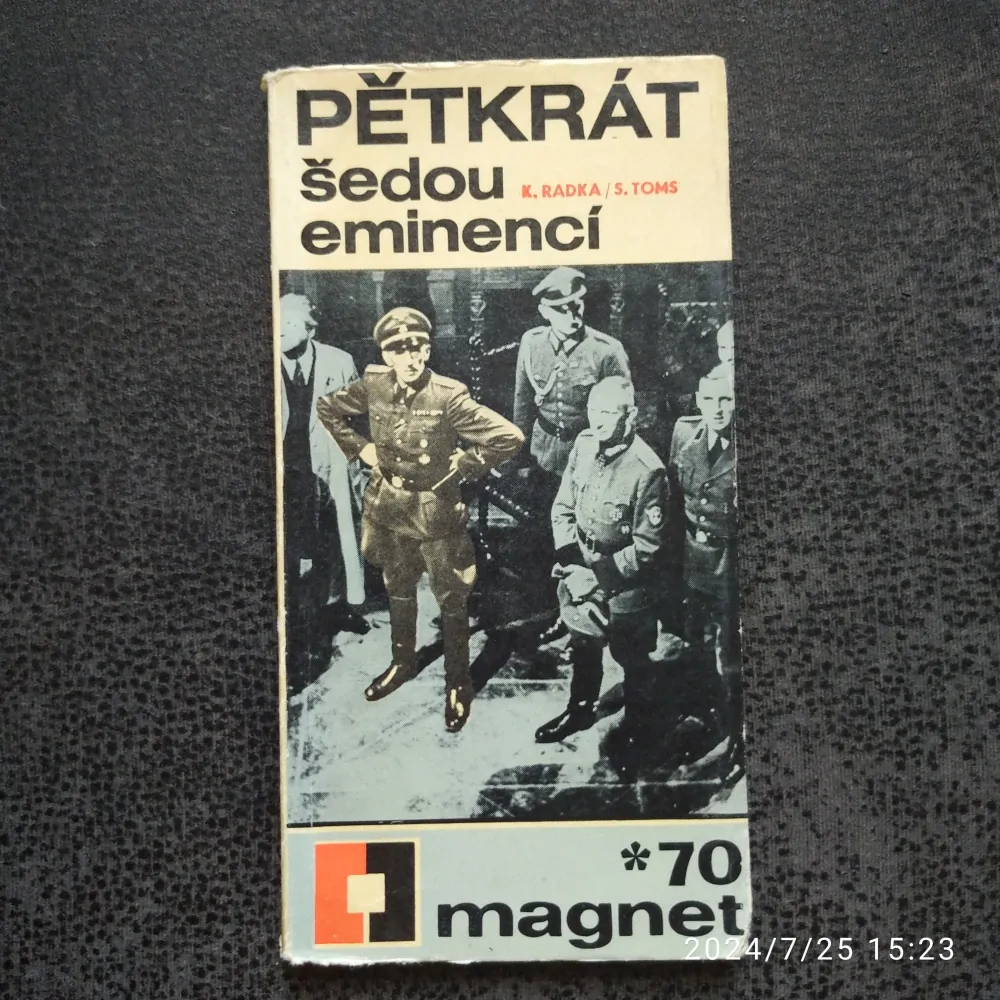 PĚTKRÁT
šedou
K. RADKA/S. TOMS
eminencí
*70
magnet
2024/7/25 15:23